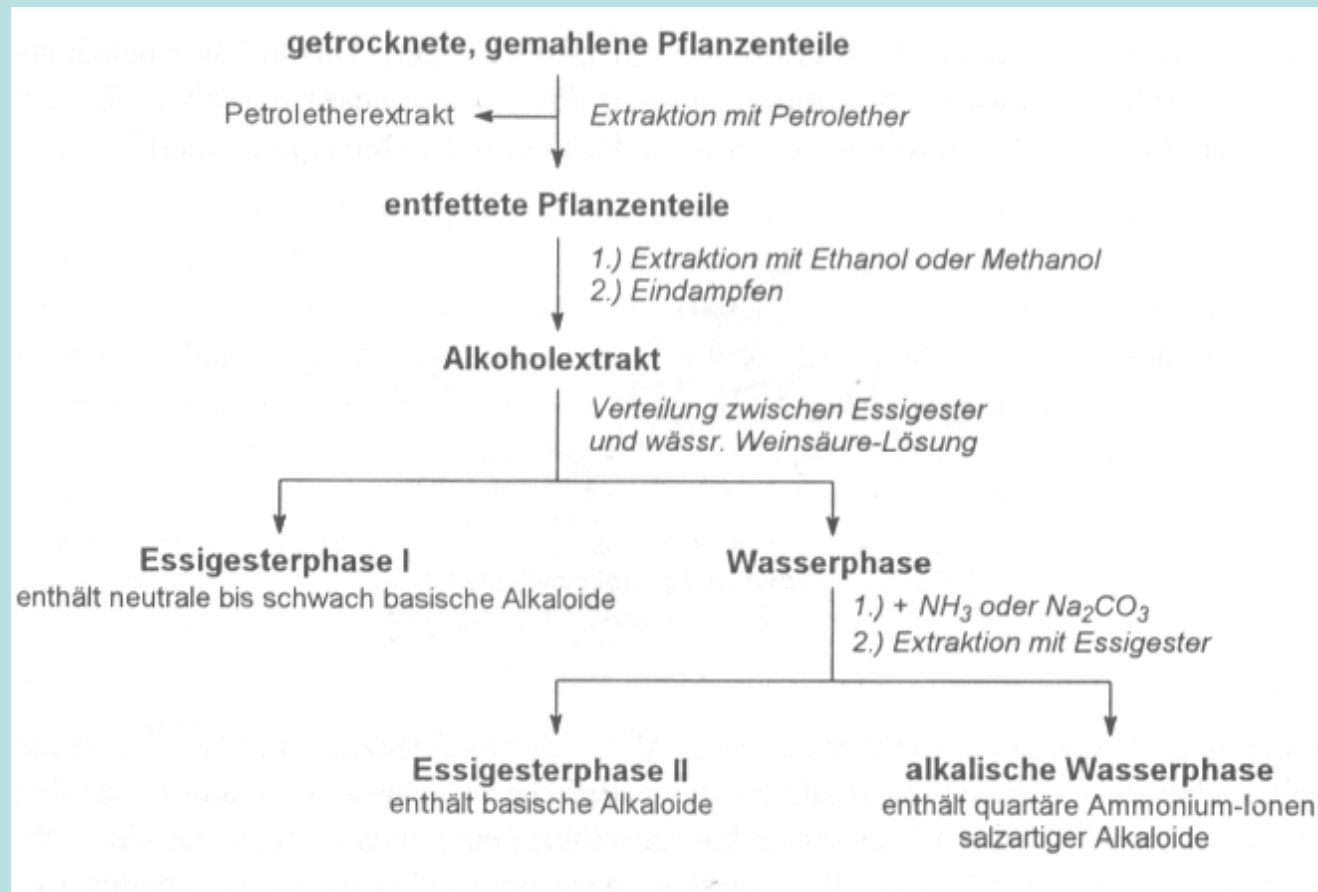 getrocknete, gemahlene Pflanzenteile
Petroletherextrakt
Extraktion mit Petrolether
entfettete Pflanzenteile
1.) Extraktion mit Ethanol oder Methanol
2.) Eindampfen
Alkoholextrakt
Verteilung zwischen Essigester
und wässr. Weinsäure-Lösung
Essigesterphase I
enthält neutrale bis schwach basische Alkaloide
Wasserphase
1.) + NH₃ oder Na₂CO₃
2.) Extraktion mit Essigester
Essigesterphase II
enthält basische Alkaloide
alkalische Wasserphase
enthält quartäre Ammonium-Ionen
salzartiger Alkaloide